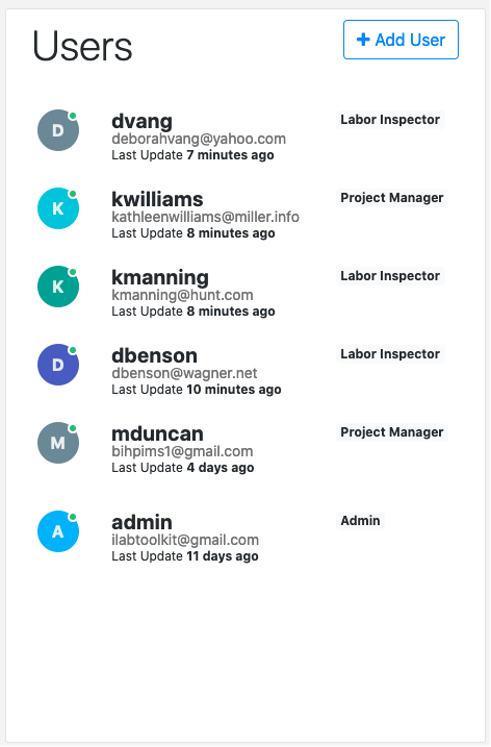 Users
+ Add User
D
dvang
Labor Inspector
deborahvang@yahoo.com
Last Update 7 minutes ago
K
kwilliams
Project Manager
kathleenwilliams@miller.info
Last Update 8 minutes ago
K
kmanning
Labor Inspector
kmanning@hunt.com
Last Update 8 minutes ago
D
dbenson
Labor Inspector
dbenson@wagner.net
Last Update 10 minutes ago
M
mduncan
Project Manager
bihpims1@gmail.com
Last Update 4 days ago
A
admin
Admin
ilabtoolkit@gmail.com
Last Update 11 days ago